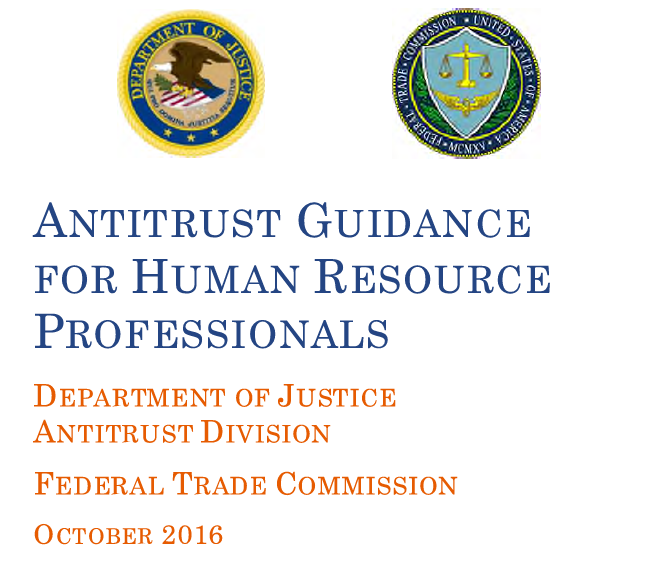 DEPARTMENT OF JUSTICE
QUI PRO DOMINA JUSTITIA SEQUITUR
FEDERAL TRADE COMMISSION ★ UNITED STATES OF AMERICA
MCMXV
ANTITRUST GUIDANCE
FOR HUMAN RESOURCE
PROFESSIONALS
DEPARTMENT OF JUSTICE
ANTITRUST DIVISION
FEDERAL TRADE COMMISSION
OCTOBER 2016